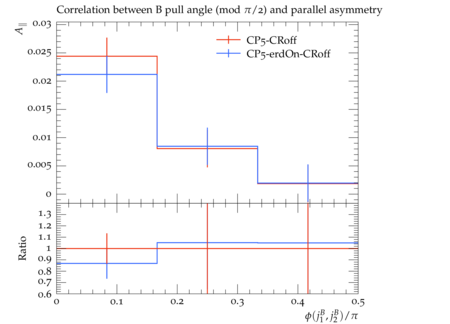 Correlation between B pull angle (mod π/2) and parallel asymmetry
A∥
0.03
0.025
0.02
0.015
0.01
0.005
0
CP5-CRoff
CP5-erdOn-CRoff
Ratio
1.3
1.2
1.1
1
0.9
0.8
0.7
0.6
0 0.1 0.2 0.3 0.4 0.5
ϕ(j₁ᴮ, j₂ᴮ)/π